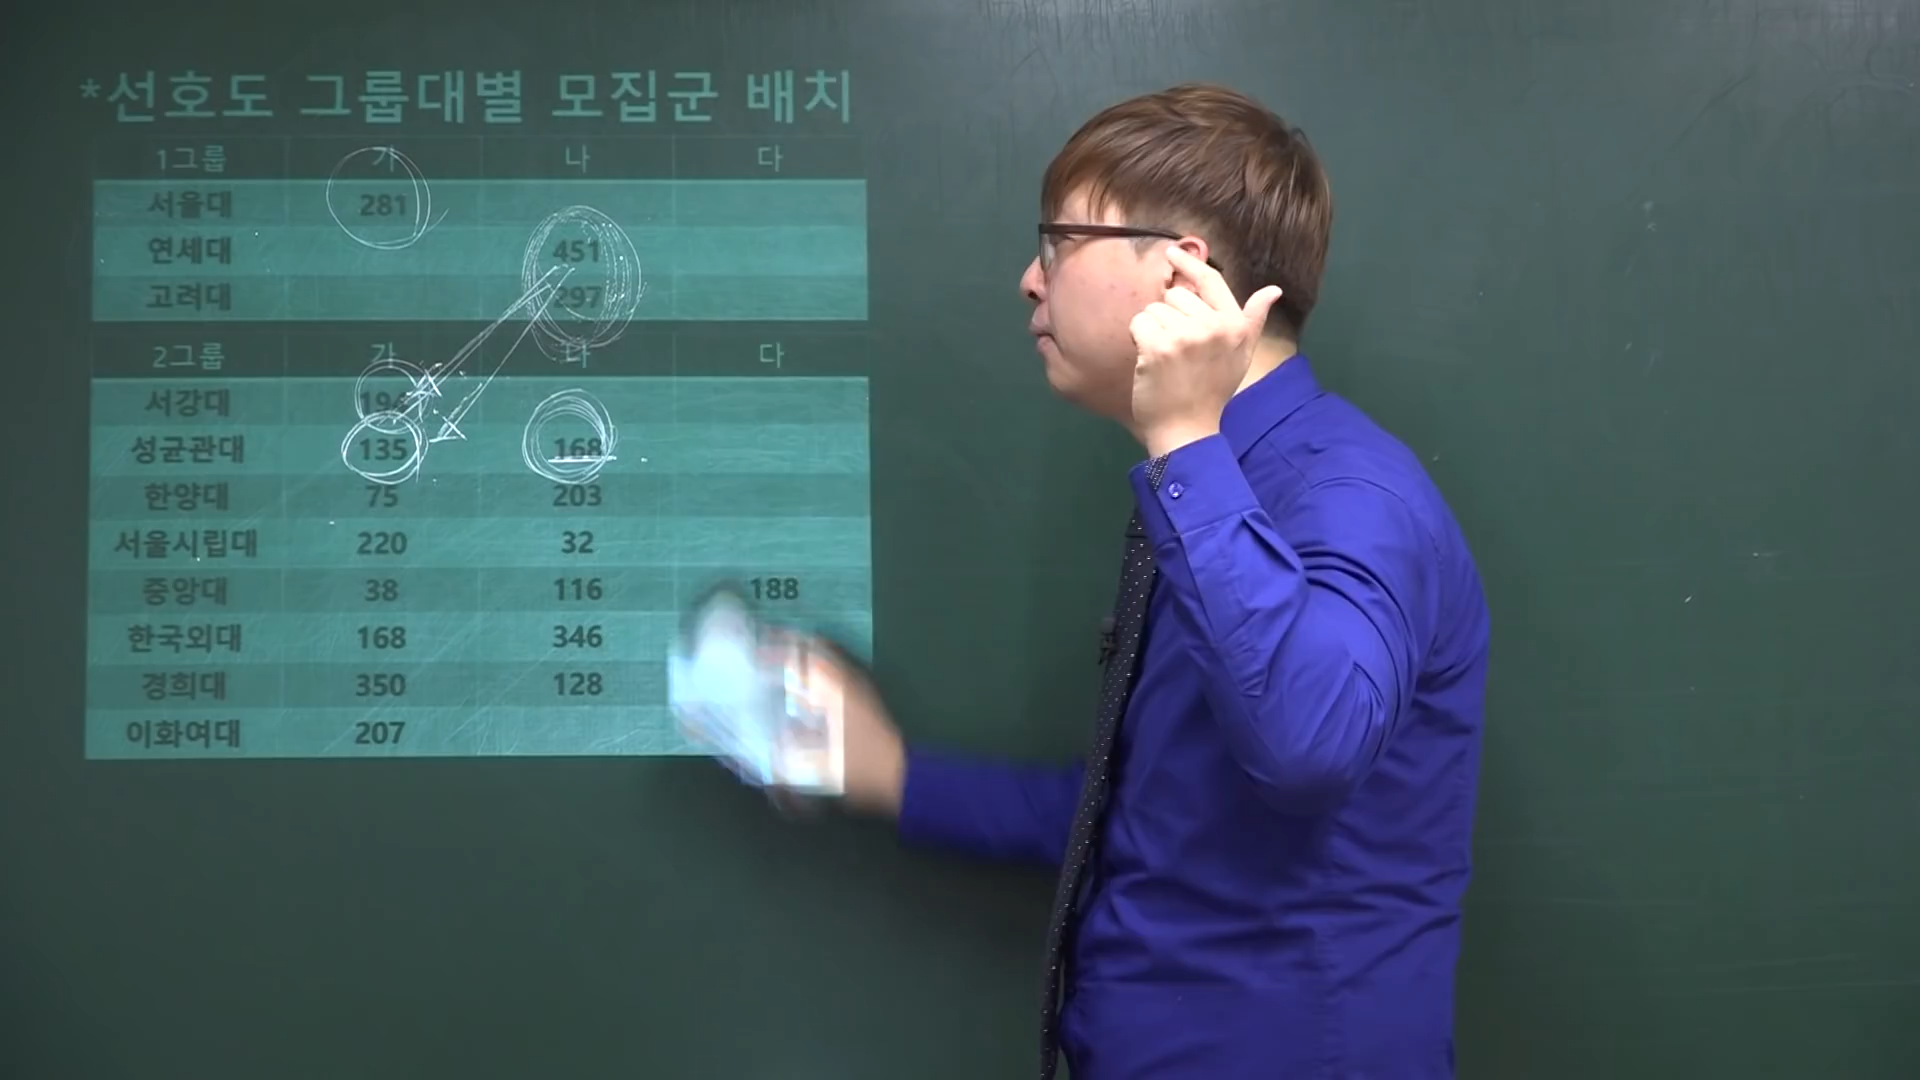 *선호도 그룹대별 모집군 배치
1그룹 가 나 다
서울대 281
연세대 451
고려대 297
2그룹 가 나 다
서강대 194
성균관대 135 168
한양대 75 203
서울시립대 220 32
중앙대 38 116 188
한국외대 168 346
경희대 350 128
이화여대 207